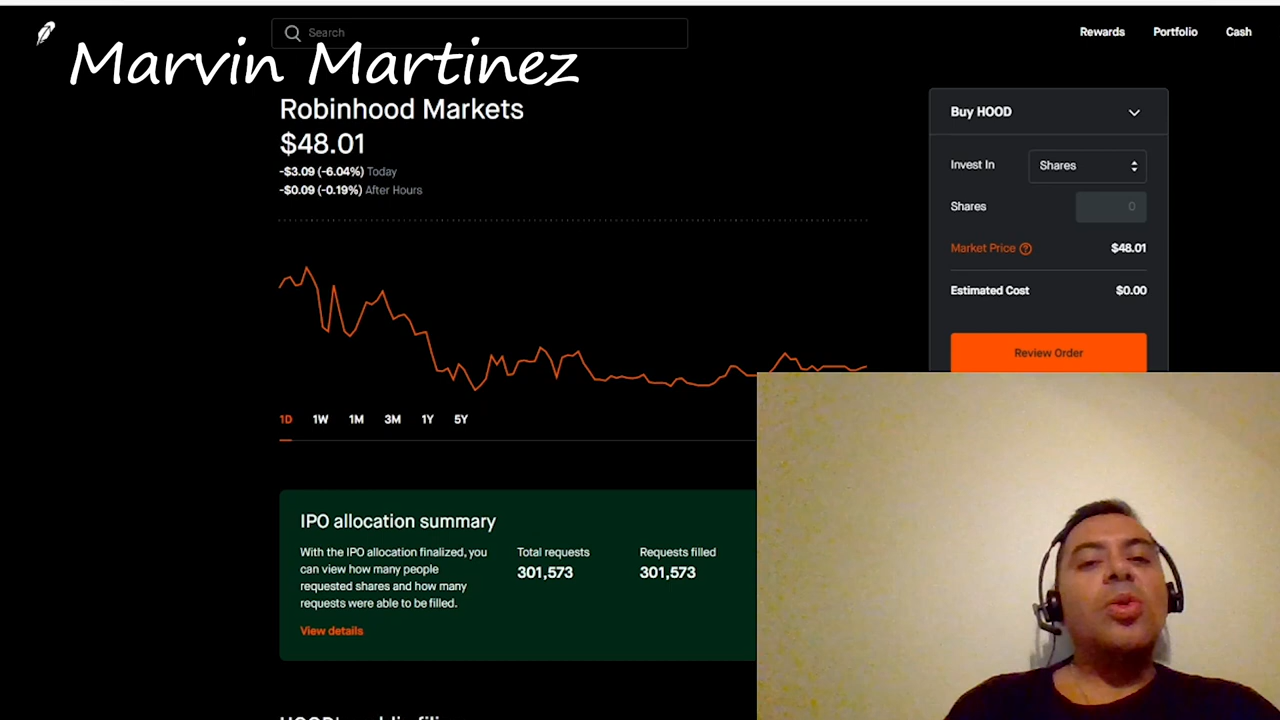 Search
Rewards Portfolio Cash
Marvin Martinez
Robinhood Markets
$48.01
-$3.09 (-6.04%) Today
-$0.09 (-0.19%) After Hours
Buy HOOD
Invest In Shares
Shares 0
Market Price ? $48.01
Estimated Cost $0.00
Review Order
1D 1W 1M 3M 1Y 5Y
IPO allocation summary
With the IPO allocation finalized, you
can view how many people
requested shares and how many
requests were able to be filled.
Total requests
301,573
Requests filled
301,573
View details